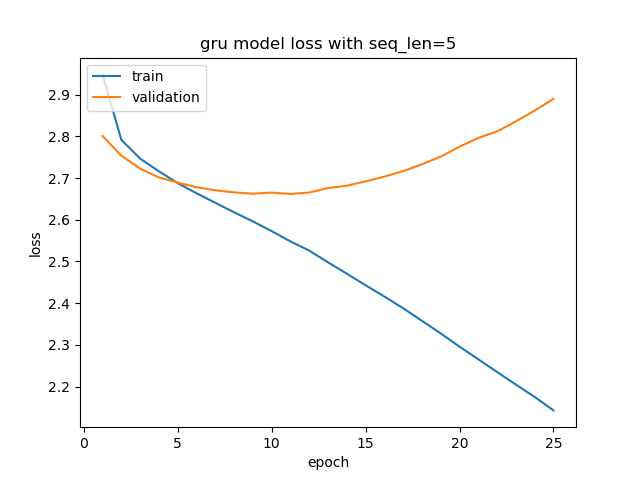 gru model loss with seq_len=5
train
validation
2.9
2.8
2.7
2.6
2.5
2.4
2.3
2.2
loss
0 5 10 15 20 25
epoch